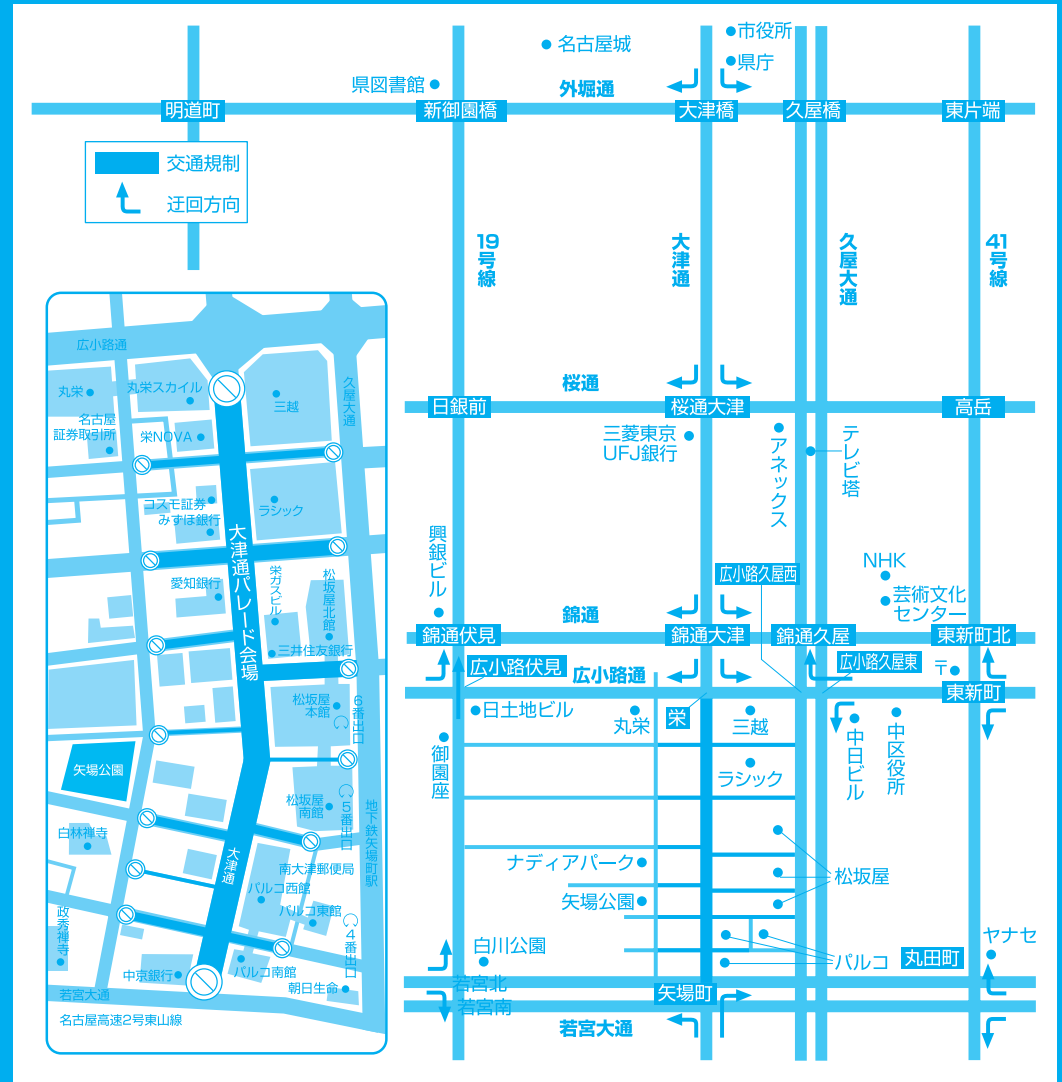 名古屋城
市役所
県庁
県図書館
外堀通
明道町
新御園橋
大津橋
久屋橋
東片端
交通規制
迂回方向
19号線
大津通
久屋大通
41号線
桜通
日銀前
桜通大津
高岳
三菱東京
UFJ銀行
アネックス
テレビ塔
興銀ビル
NHK
芸術文化
センター
広小路久屋西
錦通
錦通伏見
錦通大津
錦通久屋
東新町北
広小路伏見
広小路通
広小路久屋東
〒
東新町
日土地ビル
丸栄
栄
三越
御園座
中日ビル
中区役所
ラシック
ナディアパーク
松坂屋
矢場公園
白川公園
パルコ
丸田町
ヤナセ
若宮北
矢場町
若宮南
若宮大通
広小路通
丸栄
丸栄スカイル
三越
久屋大通
名古屋
証券取引所
栄NOVA
コスモ証券
みずほ銀行
ラシック
大津通パレード会場
愛知銀行
栄ガスビル
松坂屋北館
三井住友銀行
松坂屋
本館
6番出口
矢場公園
松坂屋
南館
5番出口
地下鉄矢場町駅
白林禅寺
大津通
南大津郵便局
パルコ西館
パルコ東館
政秀禅寺
4番出口
中京銀行
パルコ南館
朝日生命
若宮大通
名古屋高速2号東山線